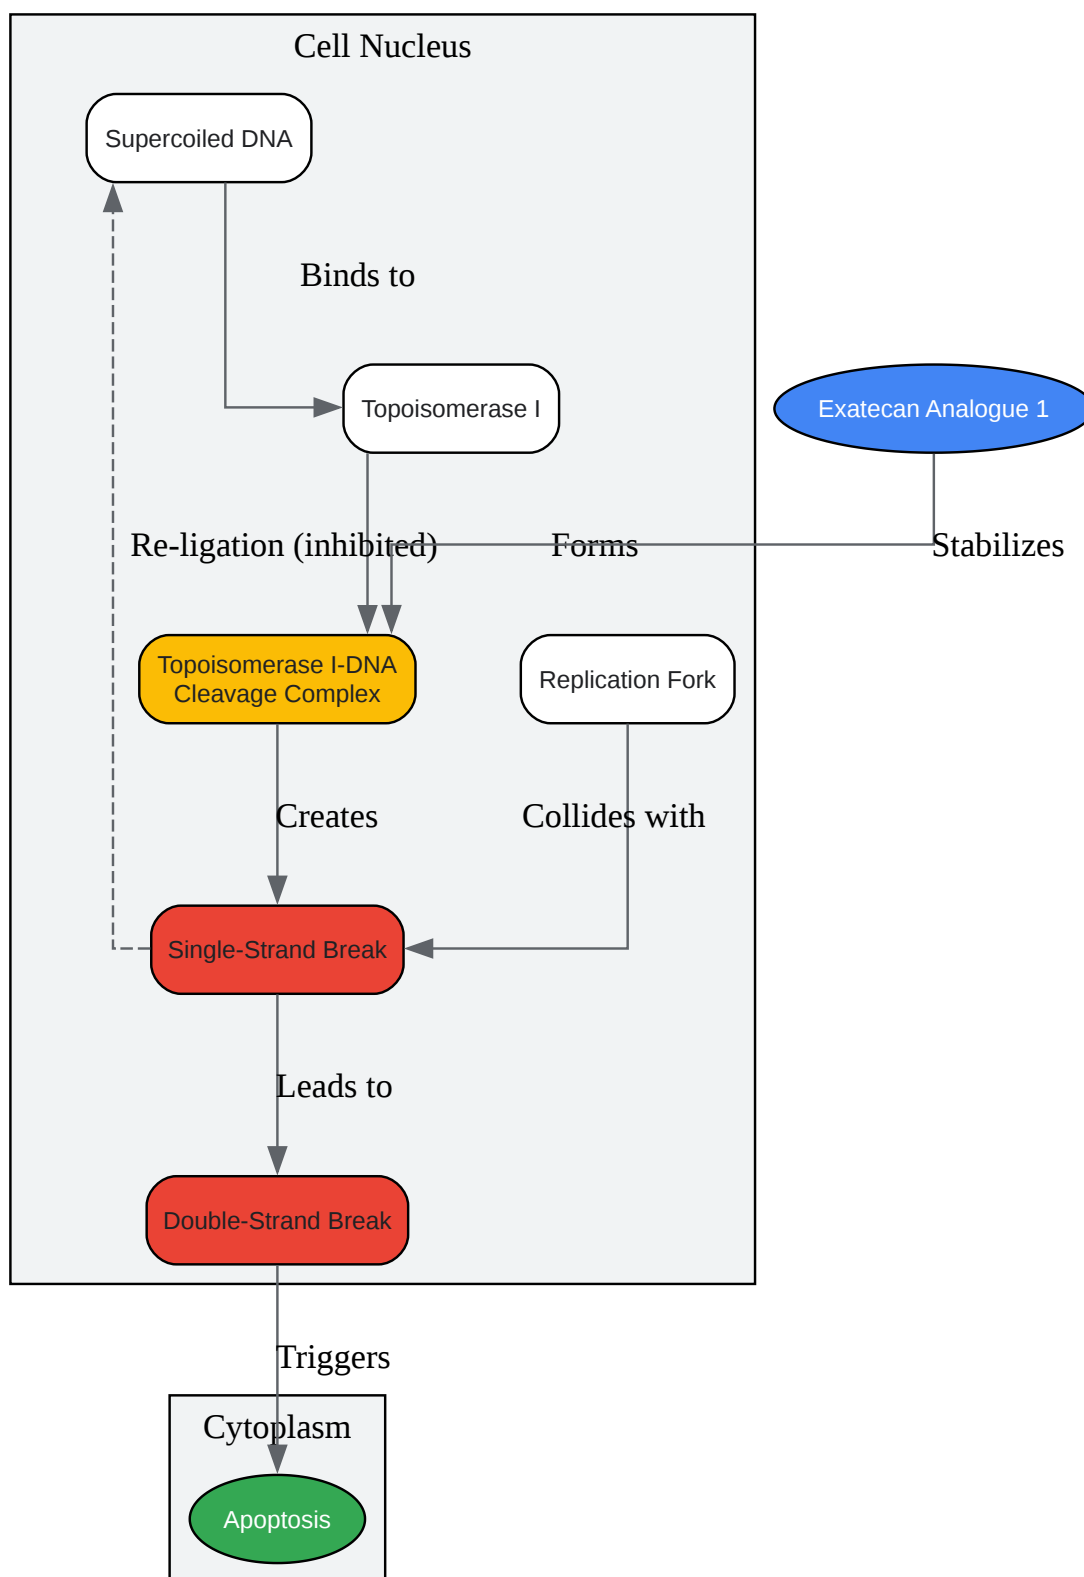 Cell Nucleus
Supercoiled DNA
Binds to
Topoisomerase I
Exatecan Analogue 1
Re-ligation (inhibited)
Forms
Stabilizes
Topoisomerase I-DNA
Cleavage Complex
Replication Fork
Creates
Collides with
Single-Strand Break
Leads to
Double-Strand Break
Triggers
Cytoplasm
Apoptosis